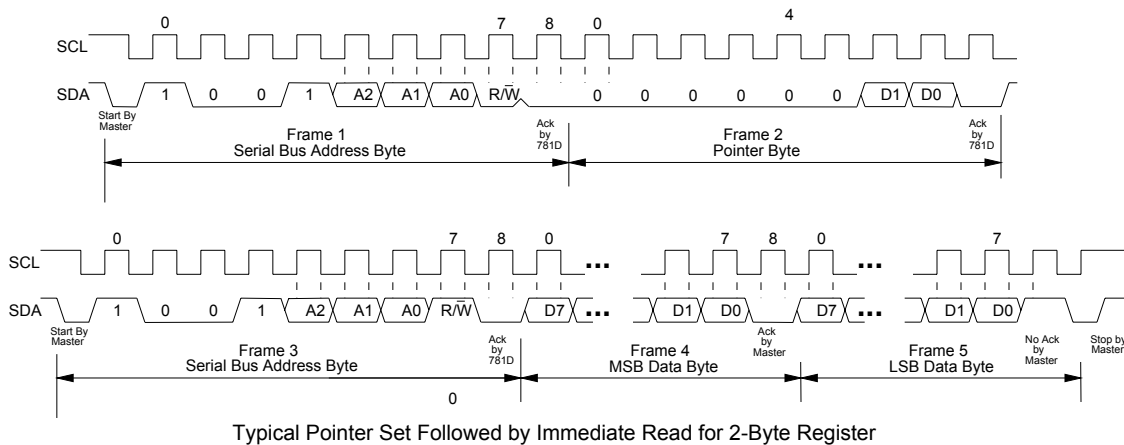 0 7 8 0 4
SCL
SDA 1 0 0 1 A2 A1 A0 R/W̅ 0 0 0 0 0 0 D1 D0
Start By
Master
Ack
by
781D
Ack
by
781D
Frame 1
Serial Bus Address Byte
Frame 2
Pointer Byte
0 7 8 0 7 8 0 7
SCL ... ...
SDA 1 0 0 1 A2 A1 A0 R/W̅ D7 ... D1 D0 D7 ... D1 D0
Start By
Master
Ack
by
781D
Ack
by
Master
No Ack
by
Master
Stop by
Master
Frame 3
Serial Bus Address Byte
Frame 4
MSB Data Byte
Frame 5
LSB Data Byte
0
Typical Pointer Set Followed by Immediate Read for 2-Byte Register